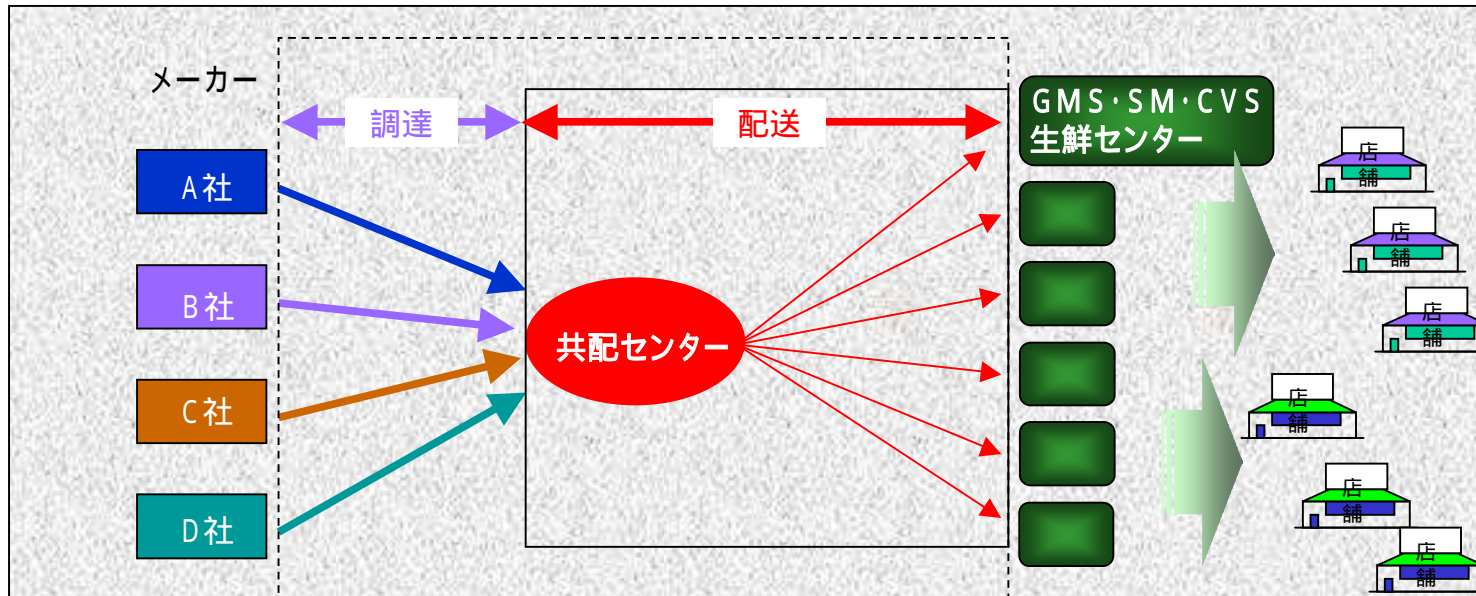 メーカー
調達
配送
GMS・SM・CVS
生鮮センター
A社
B社
C社
D社
共配センター
店
舗
店
舗
店
舗
店
舗
店
舗
店
舗